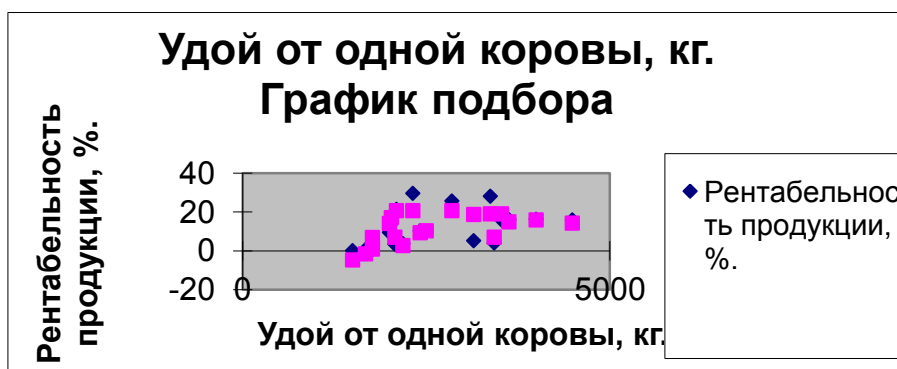 Удой от одной коровы, кг.
График подбора
Рентабельность
продукции, %.
40
20
0
-20
0
5000
Удой от одной коровы, кг.
Рентабельнос
ть продукции,
%.